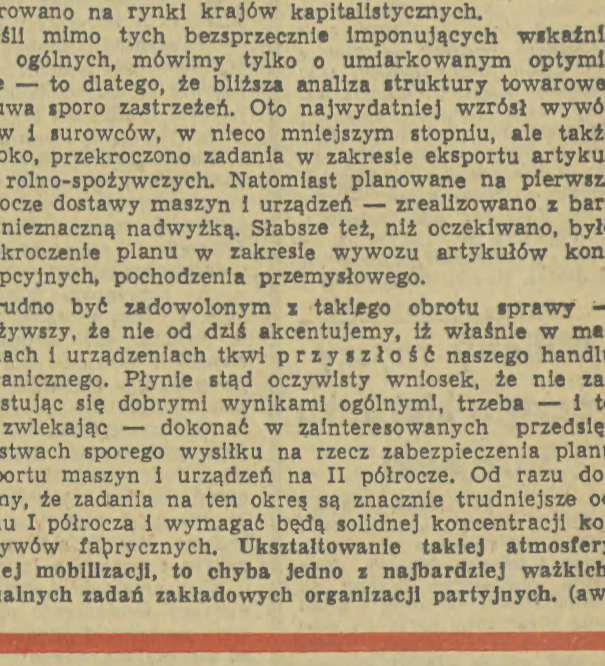 rowano na rynki krajów kapitalistycznych.
śli mimo tych bezsprzecznie imponujących wskaźni
ogólnych, mówimy tylko o umiarkowanym optymi
e — to dlatego, że bliższa analiza struktury towarowe
uwa sporo zastrzeżeń. Oto najwydatniej wzrósł wywó
w i surowców, w nieco mniejszym stopniu, ale takż
oko, przekroczono zadania w zakresie eksportu artyku
rolno-spożywczych. Natomiast planowane na pierwsz
ocze dostawy maszyn i urządzeń — zrealizowano z bar
nieznaczną nadwyżką. Słabsze też, niż oczekiwano, był
kroczenie planu w zakresie wywozu artykułów kon
pcyjnych, pochodzenia przemysłowego.
rudno być zadowolonym z takiego obrotu sprawy —
żywszy, że nie od dziś akcentujemy, iż właśnie w ma
ach i urządzeniach tkwi przyszłość naszego handlu
anicznego. Płynie stąd oczywisty wniosek, że nie za
stując się dobrymi wynikami ogólnymi, trzeba — i te
zwlekając — dokonać w zainteresowanych przedsię
stwach sporego wysiłku na rzecz zabezpieczenia planu
portu maszyn i urządzeń na II półrocze. Od razu do
my, że zadania na ten okres są znacznie trudniejsze od
u I półrocza i wymagać będą solidnej koncentracji ko
ywów fabrycznych. Ukształtowanie takiej atmosfer
ej mobilizacji, to chyba jedno z najbardziej ważkich
ualnych zadań zakładowych organizacji partyjnych. (aw